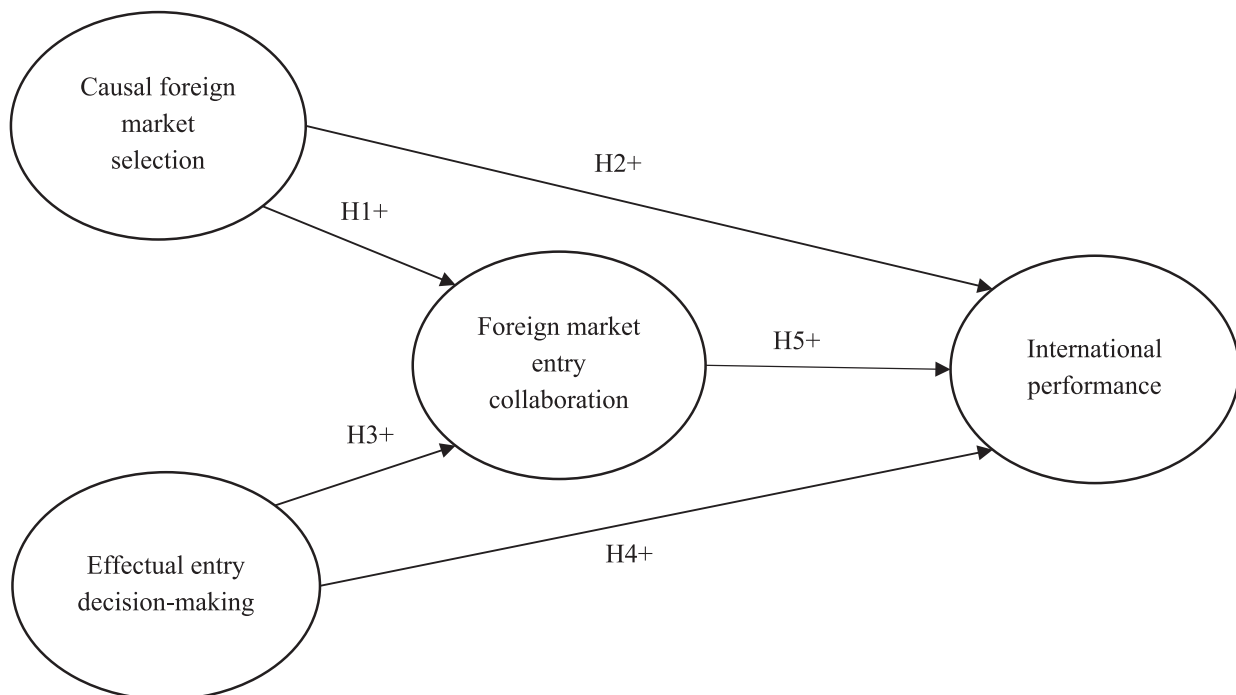 Causal foreign
market
selection
H2+
H1+
Foreign market
entry
collaboration
H5+
International
performance
H3+
Effectual entry
decision-making
H4+